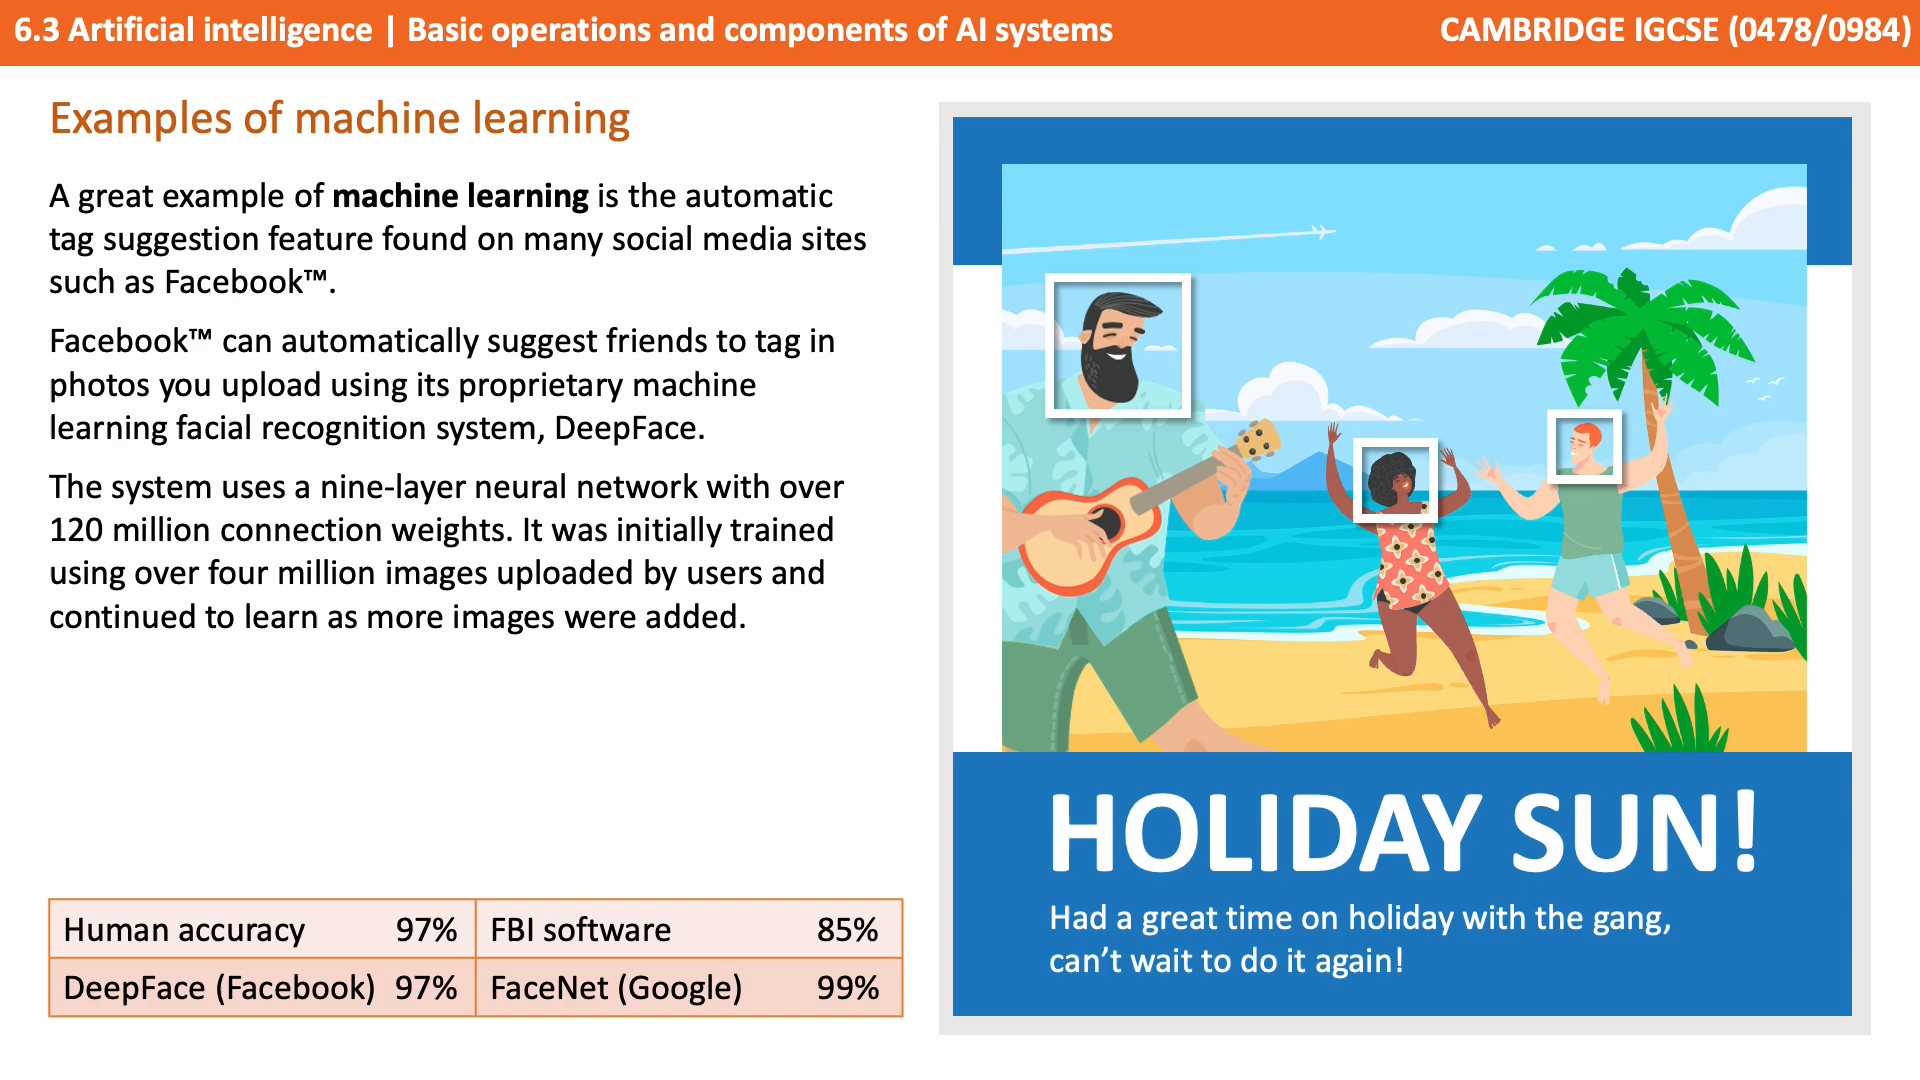 6.3 Artificial intelligence | Basic operations and components of AI systems
CAMBRIDGE IGCSE (0478/0984)
Examples of machine learning
A great example of machine learning is the automatic
tag suggestion feature found on many social media sites
such as Facebook™.
Facebook™ can automatically suggest friends to tag in
photos you upload using its proprietary machine
learning facial recognition system, DeepFace.
The system uses a nine-layer neural network with over
120 million connection weights. It was initially trained
using over four million images uploaded by users and
continued to learn as more images were added.
Human accuracy 97% FBI software 85%
DeepFace (Facebook) 97% FaceNet (Google) 99%
HOLIDAY SUN!
Had a great time on holiday with the gang,
can’t wait to do it again!